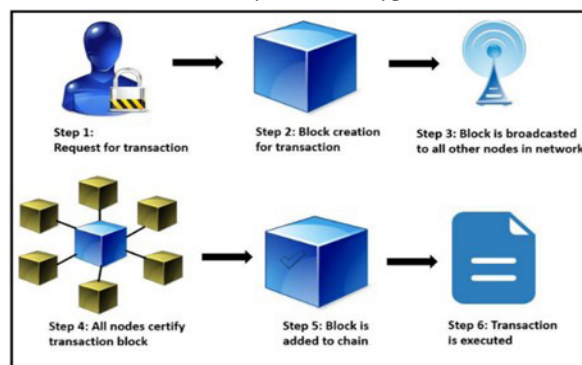 Step 1:
Request for transaction
Step 2: Block creation
for transaction
Step 3: Block is broadcasted
to all other nodes in network
Step 4: All nodes certify
transaction block
Step 5: Block is
added to chain
Step 6: Transaction
is executed